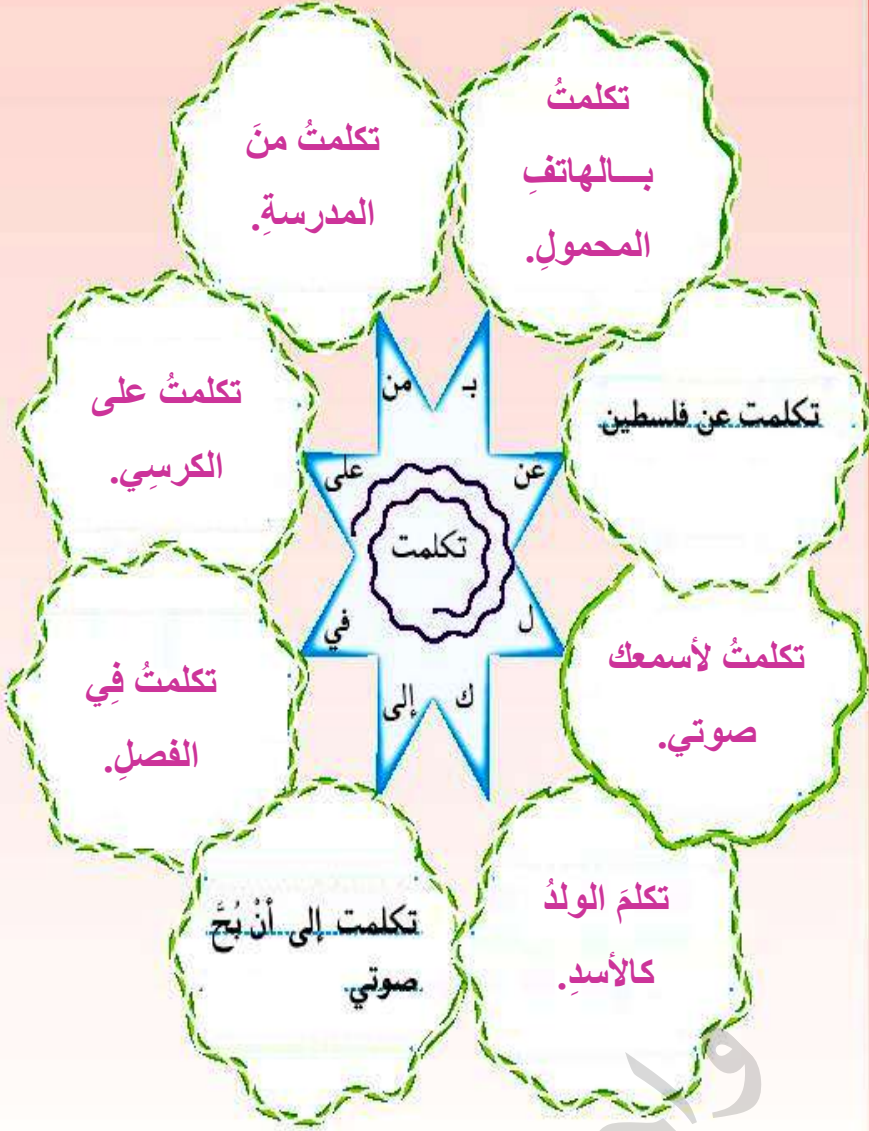 تكلمتُ
بـــالهاتفِ
المحمولِ.
تكلمتُ منَ
المدرسةِ.
تكلمت عن فلسطين
تكلمتُ على
الكرسِي.
بـ
من
عن
على
تكلمت
ل
في
ك
إلى
تكلمتُ لأسمعك
صوتي.
تكلمتُ فِي
الفصلِ.
تكلمَ الولدُ
كالأسدِ.
تكلمت إلى أنْ بُحَّ
صوتي